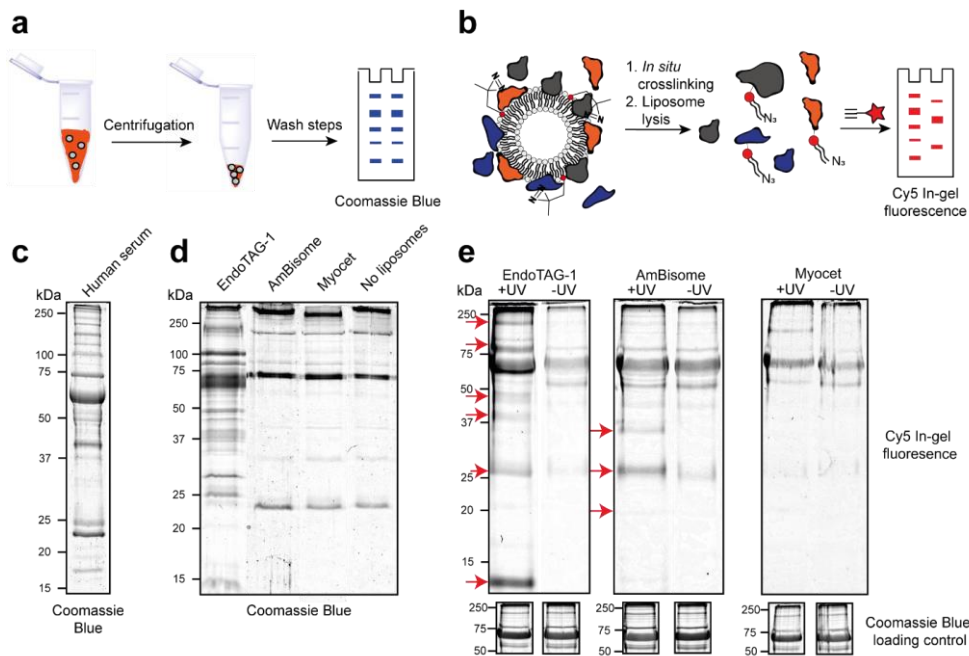 a
Centrifugation
Wash steps
Coomassie Blue
b
N
N
N
1. In situ
crosslinking
2. Liposome
lysis
N₃
N₃
N₃
Cy5 In-gel
fluorescence
c
Human serum
kDa
250
100
75
50
37
25
20
15
Coomassie
Blue
d
EndoTAG-1
AmBisome
Myocet
No liposomes
kDa
250
100
75
50
37
25
20
15
Coomassie Blue
e
EndoTAG-1 AmBisome Myocet
+UV -UV +UV -UV +UV -UV
kDa
250
75
50
37
25
15
Cy5 In-gel
fluoresence
250 250 250
75 75 75
50 50 50
Coomassie Blue
loading control